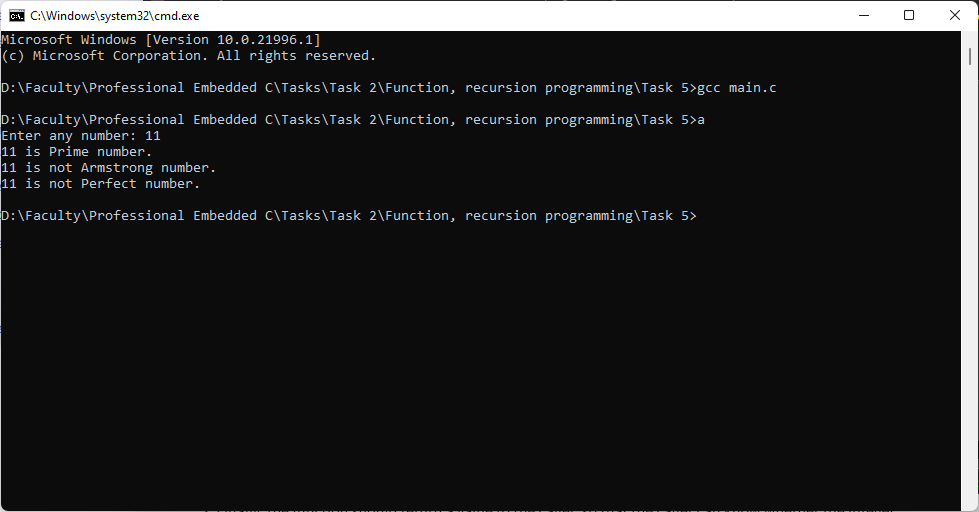 C:\Windows\system32\cmd.exe
Microsoft Windows [Version 10.0.21996.1]
(c) Microsoft Corporation. All rights reserved.
D:\Faculty\Professional Embedded C\Tasks\Task 2\Function, recursion programming\Task 5>gcc main.c
D:\Faculty\Professional Embedded C\Tasks\Task 2\Function, recursion programming\Task 5>a
Enter any number: 11
11 is Prime number.
11 is not Armstrong number.
11 is not Perfect number.
D:\Faculty\Professional Embedded C\Tasks\Task 2\Function, recursion programming\Task 5>